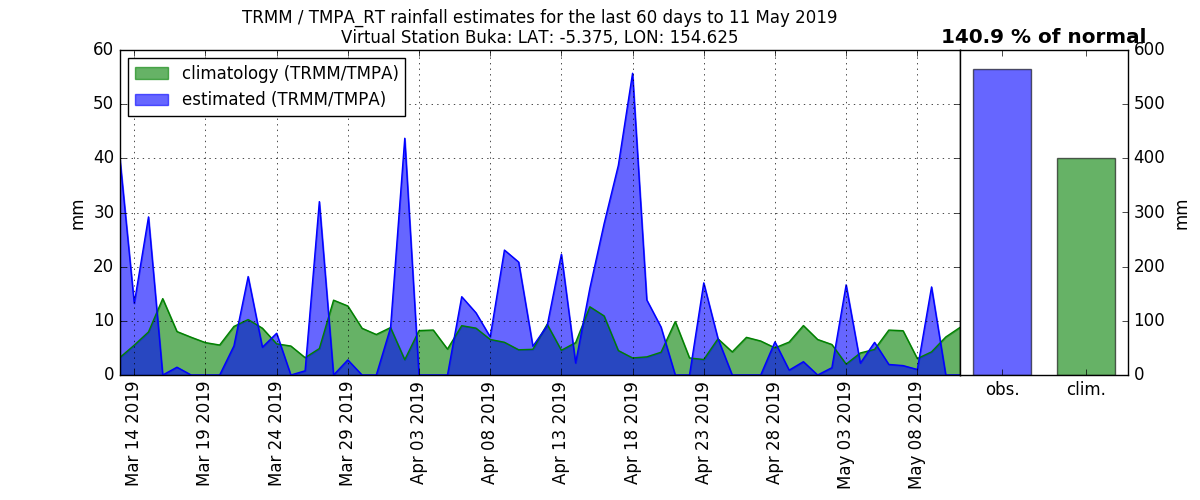 TRMM / TMPA_RT rainfall estimates for the last 60 days to 11 May 2019
Virtual Station Buka: LAT: -5.375, LON: 154.625
140.9 % of normal
climatology (TRMM/TMPA)
estimated (TRMM/TMPA)
mm
60
50
40
30
20
10
0
Mar 14 2019
Mar 19 2019
Mar 24 2019
Mar 29 2019
Apr 03 2019
Apr 08 2019
Apr 13 2019
Apr 18 2019
Apr 23 2019
Apr 28 2019
May 03 2019
May 08 2019
600
500
400
300
200
100
0
mm
obs.
clim.